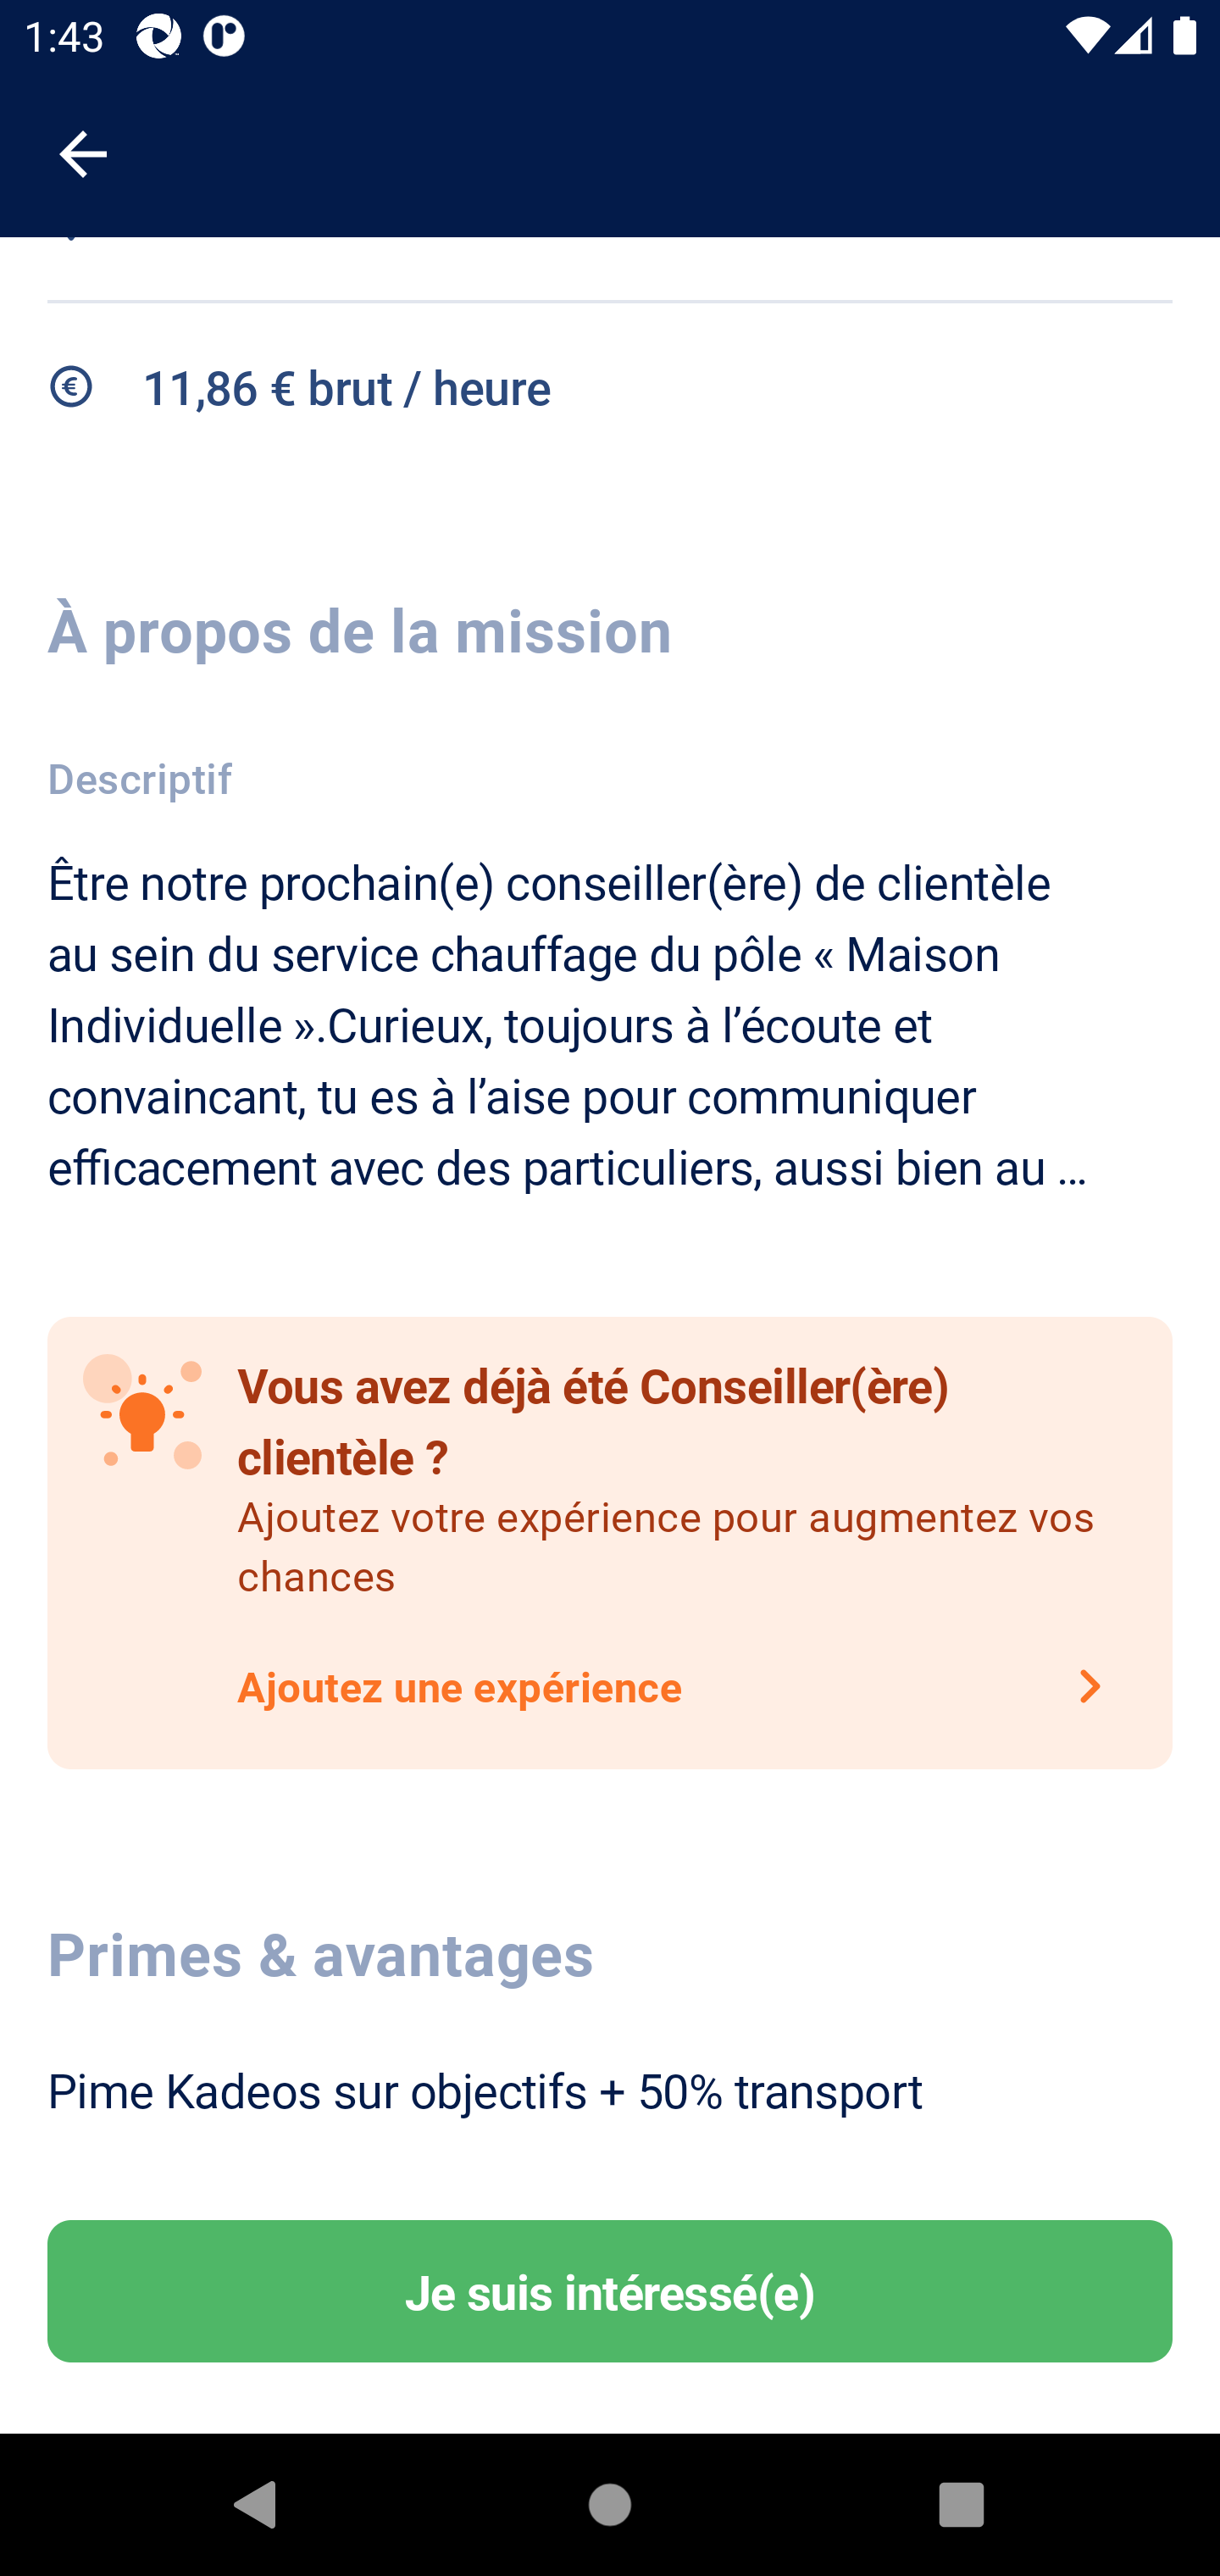 1:43
11,86 € brut / heure
À propos de la mission
Descriptif
Être notre prochain(e) conseiller(ère) de clientèle
au sein du service chauffage du pôle « Maison
Individuelle ».Curieux, toujours à l’écoute et
convaincant, tu es à l’aise pour communiquer
efficacement avec des particuliers, aussi bien au ...
Vous avez déjà été Conseiller(ère)
clientèle ?
Ajoutez votre expérience pour augmentez vos
chances
Ajoutez une expérience
Primes & avantages
Pime Kadeos sur objectifs + 50% transport
Je suis intéressé(e)